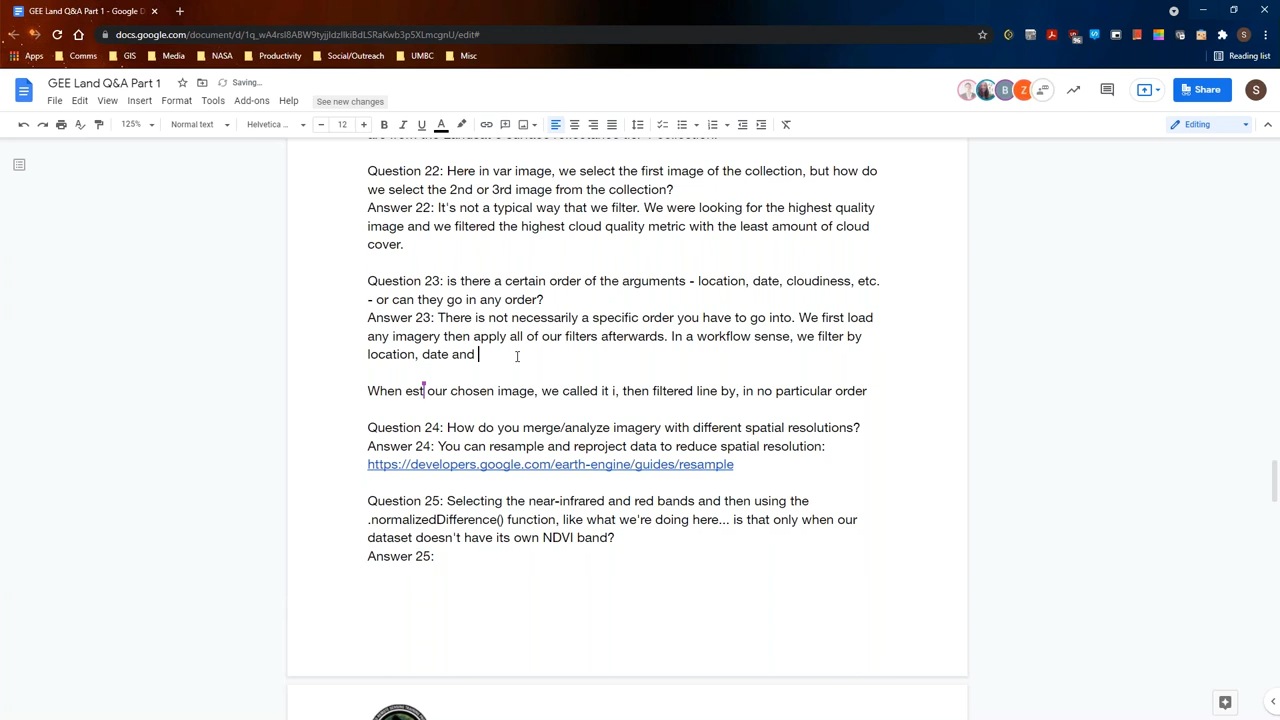 GEE Land Q&A Part 1 - Google D
docs.google.com/document/d/1q_wA4rsI8ABW9tyjjIdzIlkiBdLSRaKwb3p5XLmcgnU/edit#
Apps Comms GIS Media NASA Productivity Social/Outreach UMBC Misc Reading list
GEE Land Q&A Part 1 Saving...
File Edit View Insert Format Tools Add-ons Help See new changes
B Z Share S
125% Normal text Helvetica ... 12 B I U A Editing
Question 22: Here in var image, we select the first image of the collection, but how do
we select the 2nd or 3rd image from the collection?
Answer 22: It's not a typical way that we filter. We were looking for the highest quality
image and we filtered the highest cloud quality metric with the least amount of cloud
cover.
Question 23: is there a certain order of the arguments - location, date, cloudiness, etc.
- or can they go in any order?
Answer 23: There is not necessarily a specific order you have to go into. We first load
any imagery then apply all of our filters afterwards. In a workflow sense, we filter by
location, date and
When est our chosen image, we called it i, then filtered line by, in no particular order
Question 24: How do you merge/analyze imagery with different spatial resolutions?
Answer 24: You can resample and reproject data to reduce spatial resolution:
https://developers.google.com/earth-engine/guides/resample
Question 25: Selecting the near-infrared and red bands and then using the
.normalizedDifference() function, like what we're doing here... is that only when our
dataset doesn't have its own NDVI band?
Answer 25: